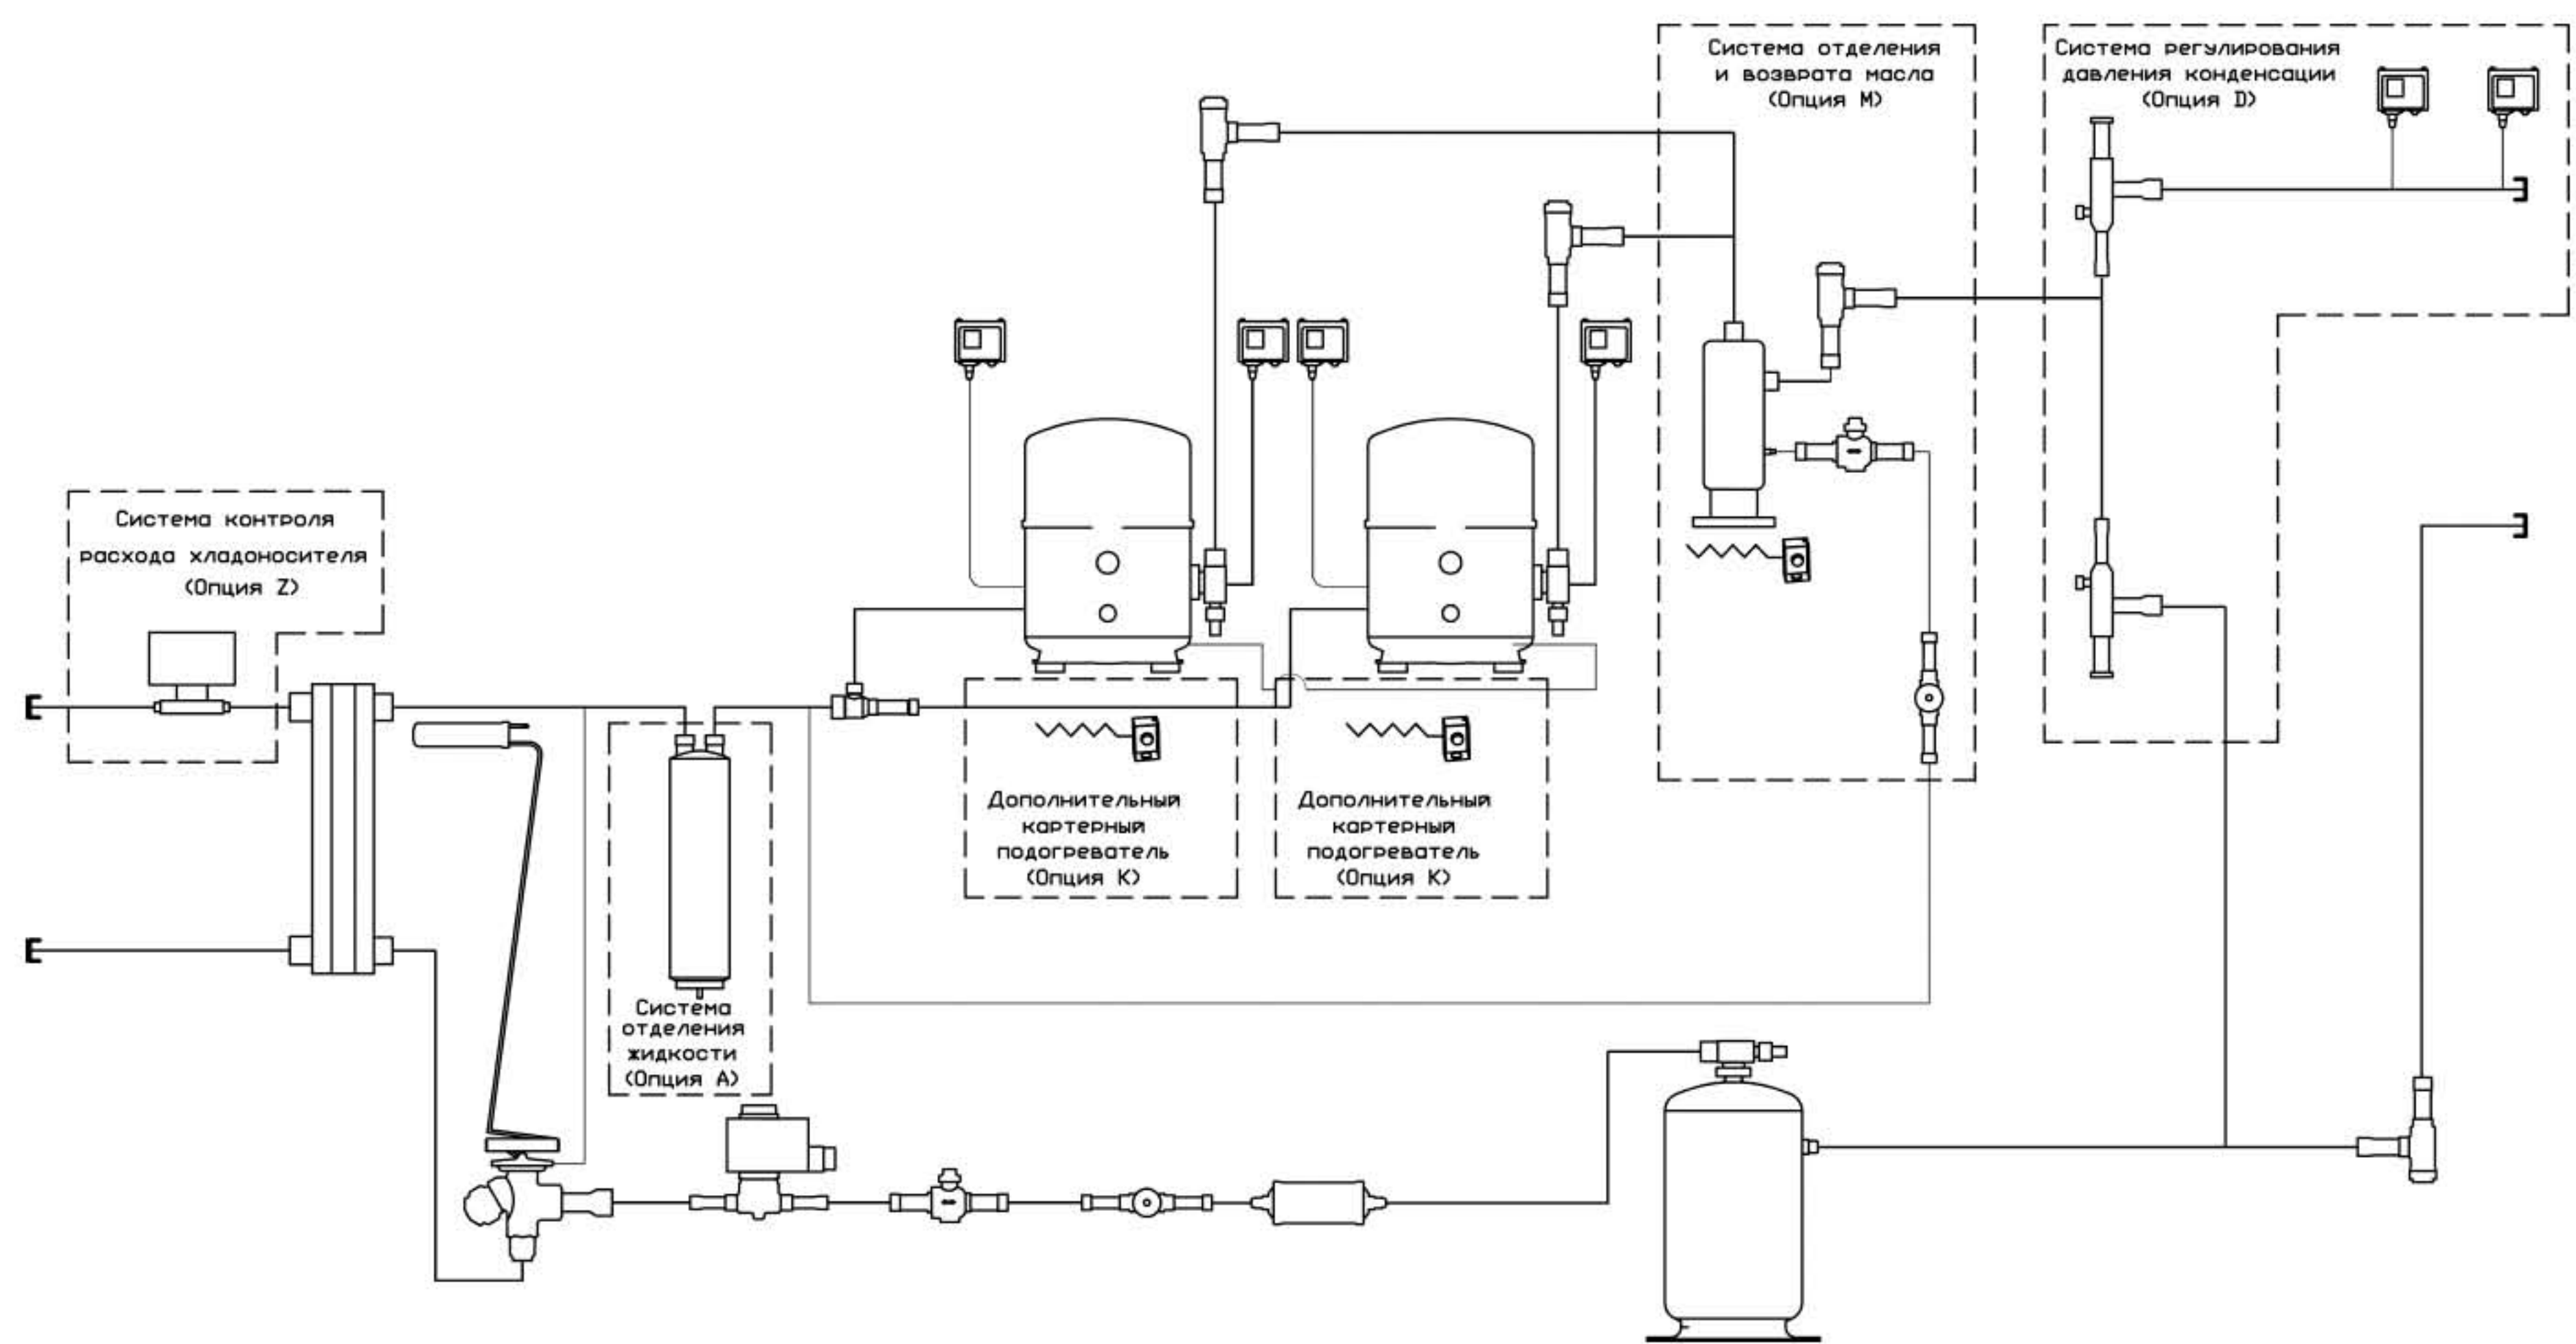 Система отделения
и возврата масла
(Опция M)
Система регулирования
давления конденсации
(Опция D)
Система контроля
расхода хладоносителя
(Опция Z)
Дополнительный
картерный
подогреватель
(Опция К)
Дополнительный
картерный
подогреватель
(Опция К)
Система
отделения
жидкости
(Опция А)